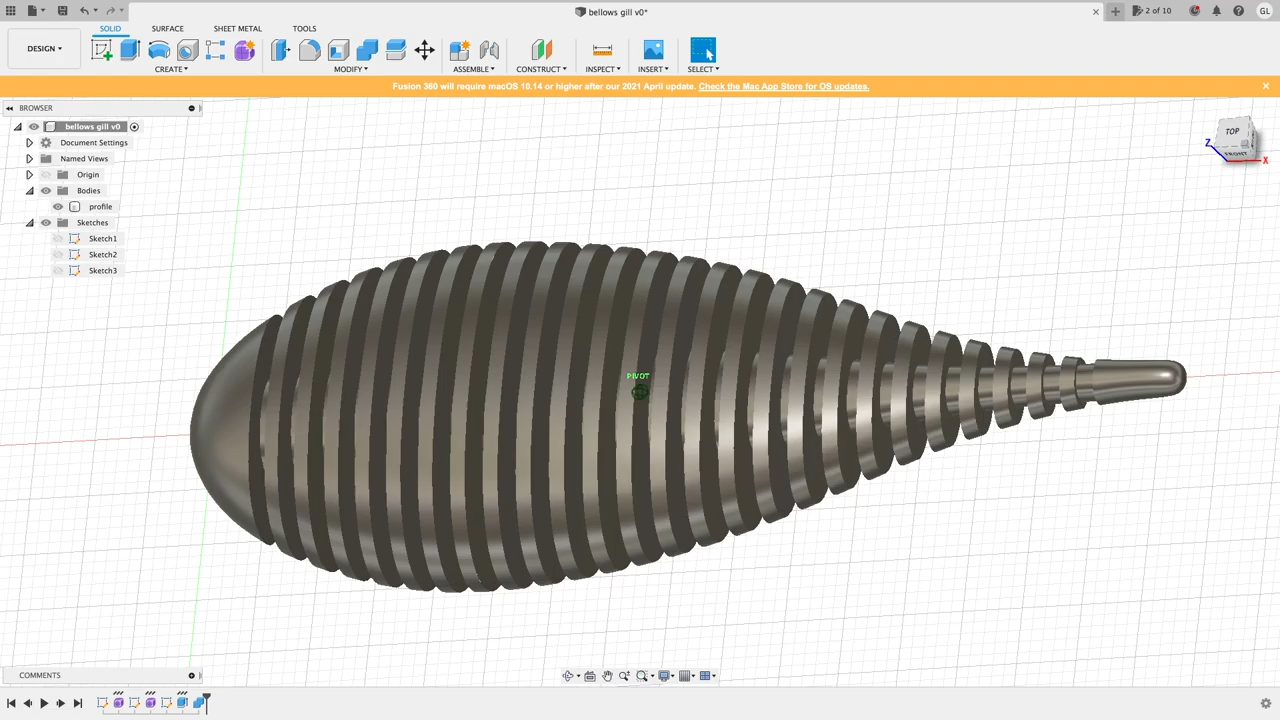 bellows gill v0*
2 of 10
GL
SOLID
SURFACE
SHEET METAL
TOOLS
DESIGN
CREATE
MODIFY
ASSEMBLE
CONSTRUCT
INSPECT
INSERT
SELECT
Fusion 360 will require macOS 10.14 or higher after our 2021 April update. Check the Mac App Store for OS updates.
BROWSER
bellows gill v0
Document Settings
Named Views
Origin
Bodies
profile
Sketches
Sketch1
Sketch2
Sketch3
TOP
FRONT
Z
X
PIVOT
COMMENTS